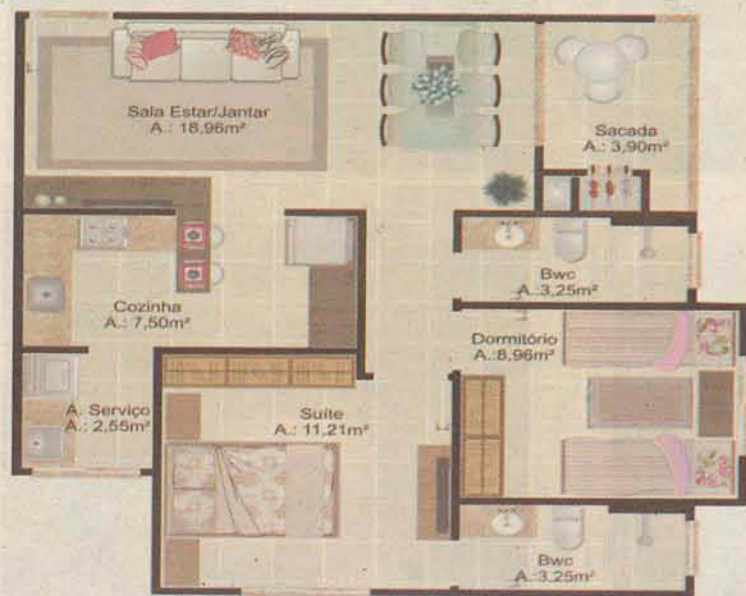 Sala Estar/Jantar
A.: 18,96m²
Sacada
A.: 3,90m²
Bwc
A.:3,25m²
Cozinha
A.: 7,50m²
Dormitório
A.:8,96m²
A. Serviço
A.: 2,55m²
Suíte
A.: 11,21m²
Bwc
A.:3,25m²